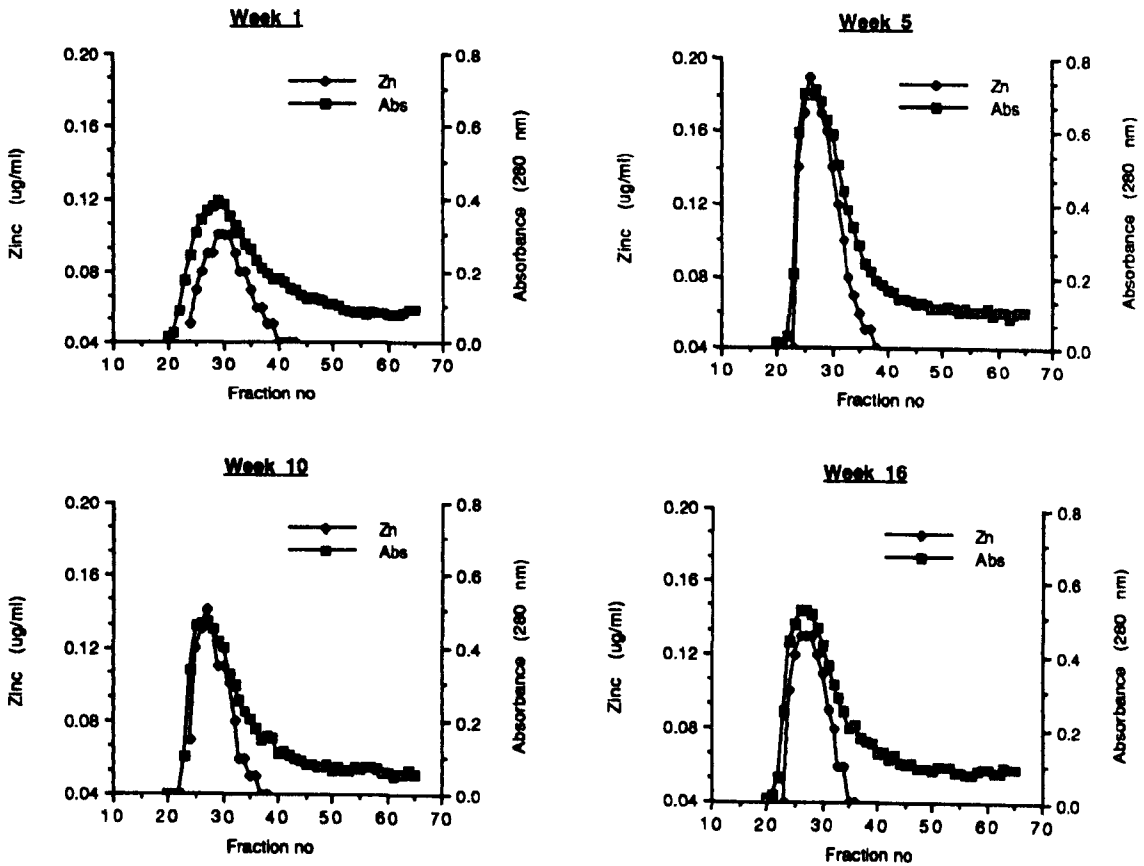 Week 1
0.20
0.16
0.12
0.08
0.04
0.8
0.6
0.4
0.2
0.0
Zn
Abs
Zinc (ug/ml)
Absorbance (280 nm)
10 20 30 40 50 60 70
Fraction no
Week 5
0.20
0.16
0.12
0.08
0.04
0.8
0.6
0.4
0.2
0.0
Zn
Abs
Zinc (ug/ml)
Absorbance (280 nm)
10 20 30 40 50 60 70
Fraction no
Week 10
0.20
0.16
0.12
0.08
0.04
0.8
0.6
0.4
0.2
0.0
Zn
Abs
Zinc (ug/ml)
Absorbance (280 nm)
10 20 30 40 50 60 70
Fraction no
Week 16
0.20
0.16
0.12
0.08
0.04
0.8
0.6
0.4
0.2
0.0
Zn
Abs
Zinc (ug/ml)
Absorbance (280 nm)
10 20 30 40 50 60 70
Fraction no